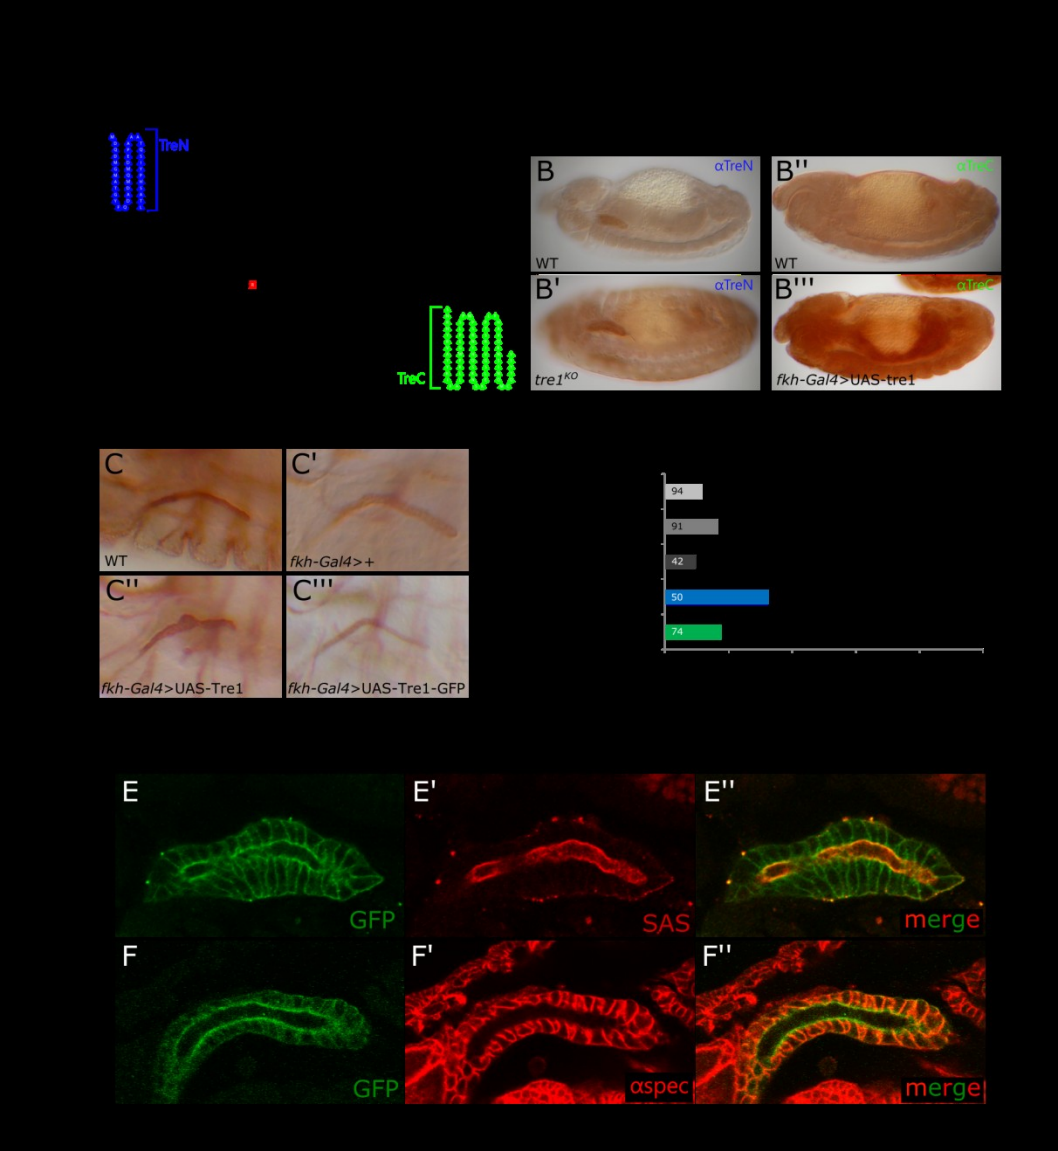 TreN
B
αTreN
WT
B''
αTreC
WT
B'
αTreN
tre1KO
B'''
αTreC
fkh-Gal4>UAS-tre1
TreC
C
WT
C'
fkh-Gal4>+
C''
fkh-Gal4>UAS-Tre1
C'''
fkh-Gal4>UAS-Tre1-GFP
94
91
42
50
74
E
GFP
E'
SAS
E''
merge
F
GFP
F'
αspec
F''
merge